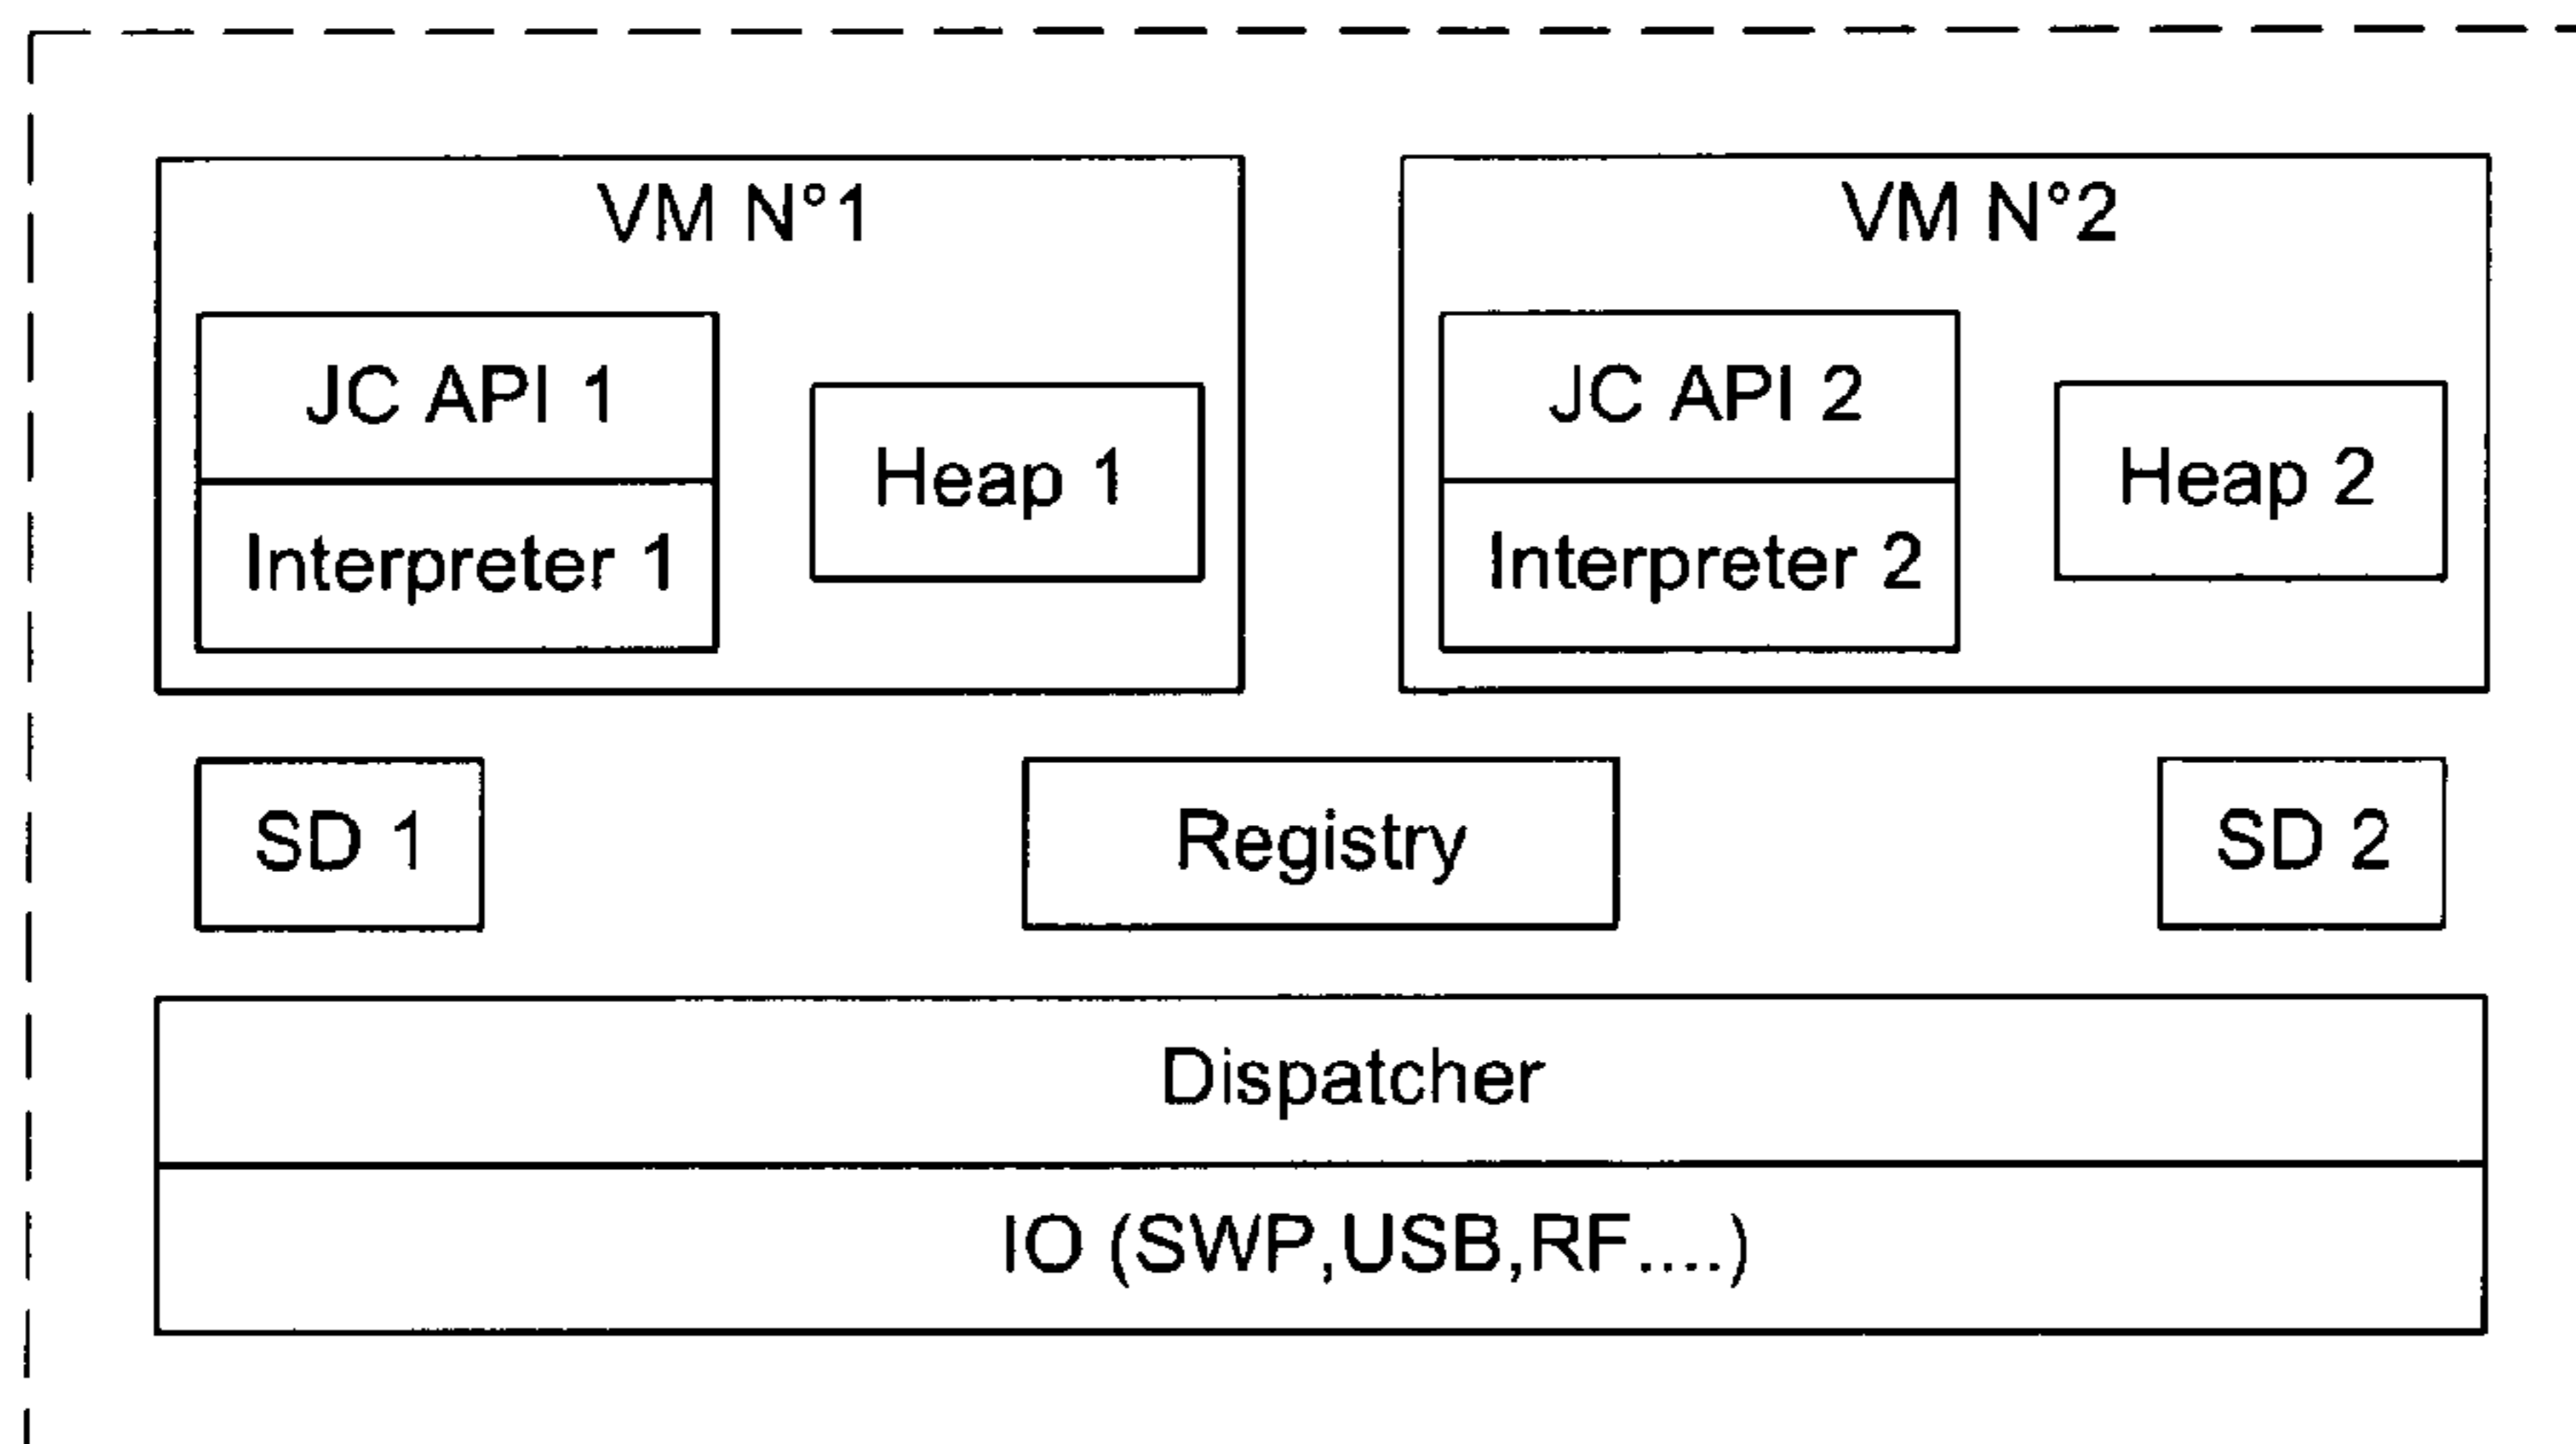 VM N°1
VM N°2
JC API 1
Heap 1
Interpreter 1
JC API 2
Heap 2
Interpreter 2
SD 1
Registry
SD 2
Dispatcher
IO (SWP,USB,RF....)